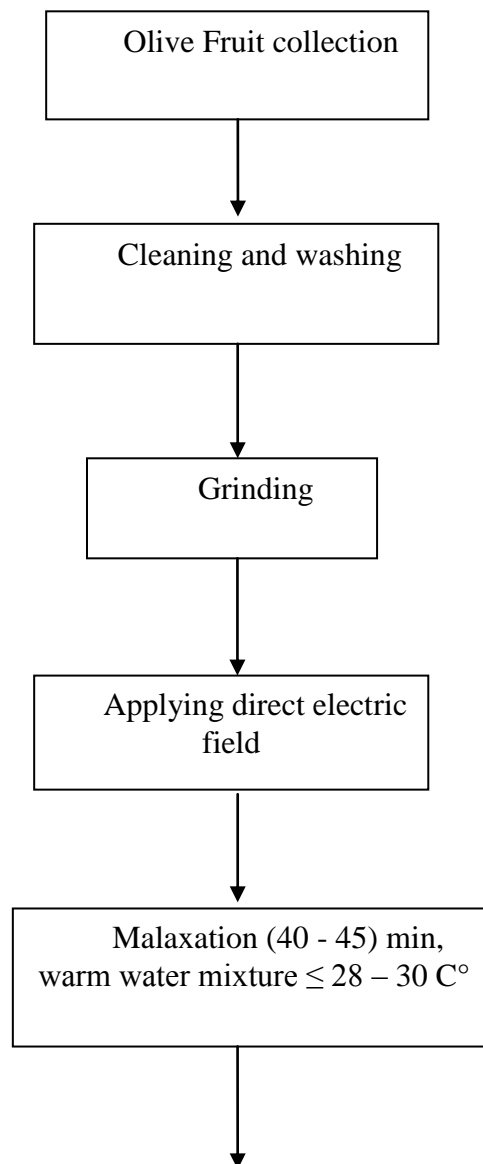 Olive Fruit collection
Cleaning and washing
Grinding
Applying direct electric
field
Malaxation (40 - 45) min,
warm water mixture ≤ 28 – 30 C°